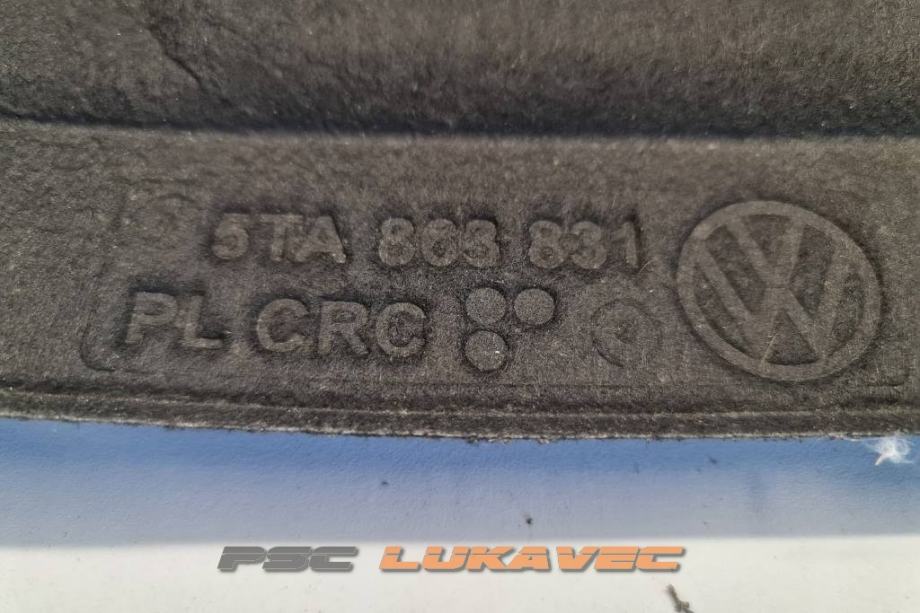 5TA 863 831
PL CRC
PSC LUKAVEC